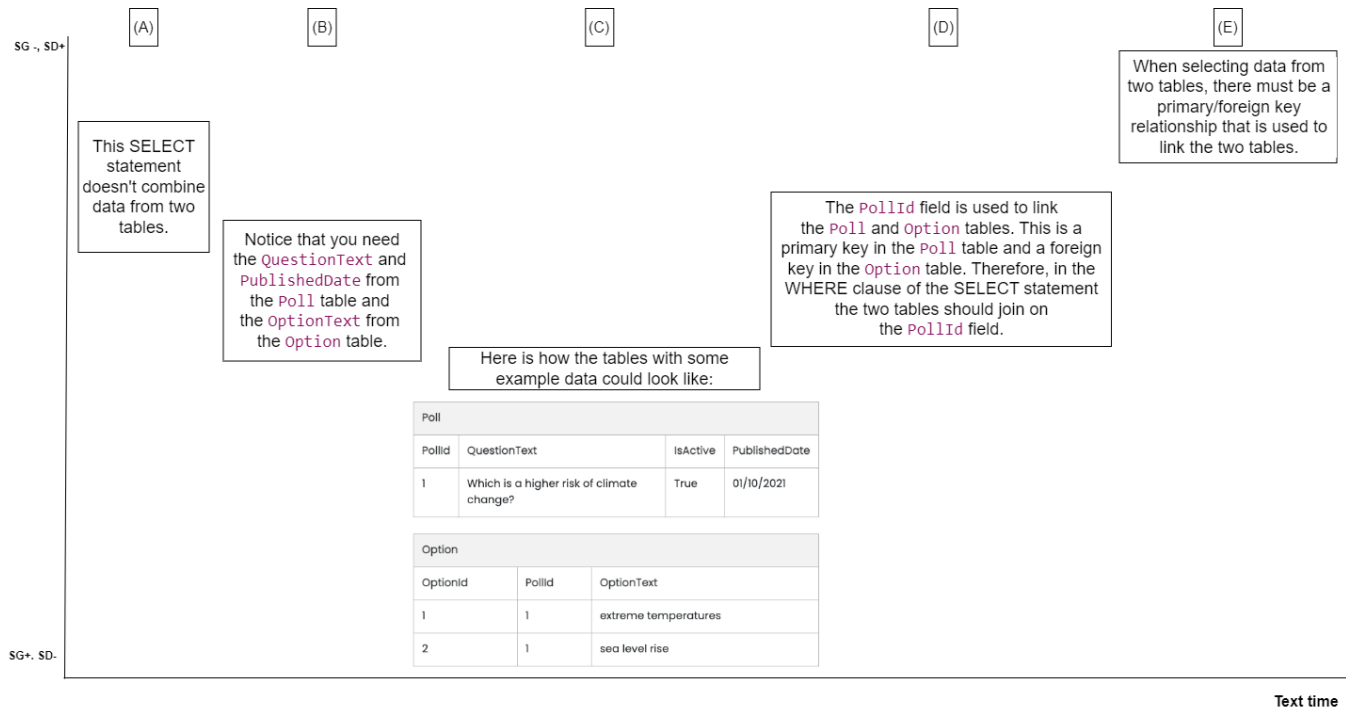 (A)
(B)
(C)
(D)
(E)
SG -, SD+
This SELECT
statement
doesn't combine
data from two
tables.
Notice that you need
the QuestionText and
PublishedDate from
the Poll table and
the OptionText from
the Option table.
Here is how the tables with some
example data could look like:
Poll
PollId QuestionText IsActive PublishedDate
1 Which is a higher risk of climate True 01/10/2021
change?
Option
OptionId PollId OptionText
1 1 extreme temperatures
2 1 sea level rise
The PollId field is used to link
the Poll and Option tables. This is a
primary key in the Poll table and a foreign
key in the Option table. Therefore, in the
WHERE clause of the SELECT statement
the two tables should join on
the PollId field.
When selecting data from
two tables, there must be a
primary/foreign key
relationship that is used to
link the two tables.
SG+. SD-
Text time